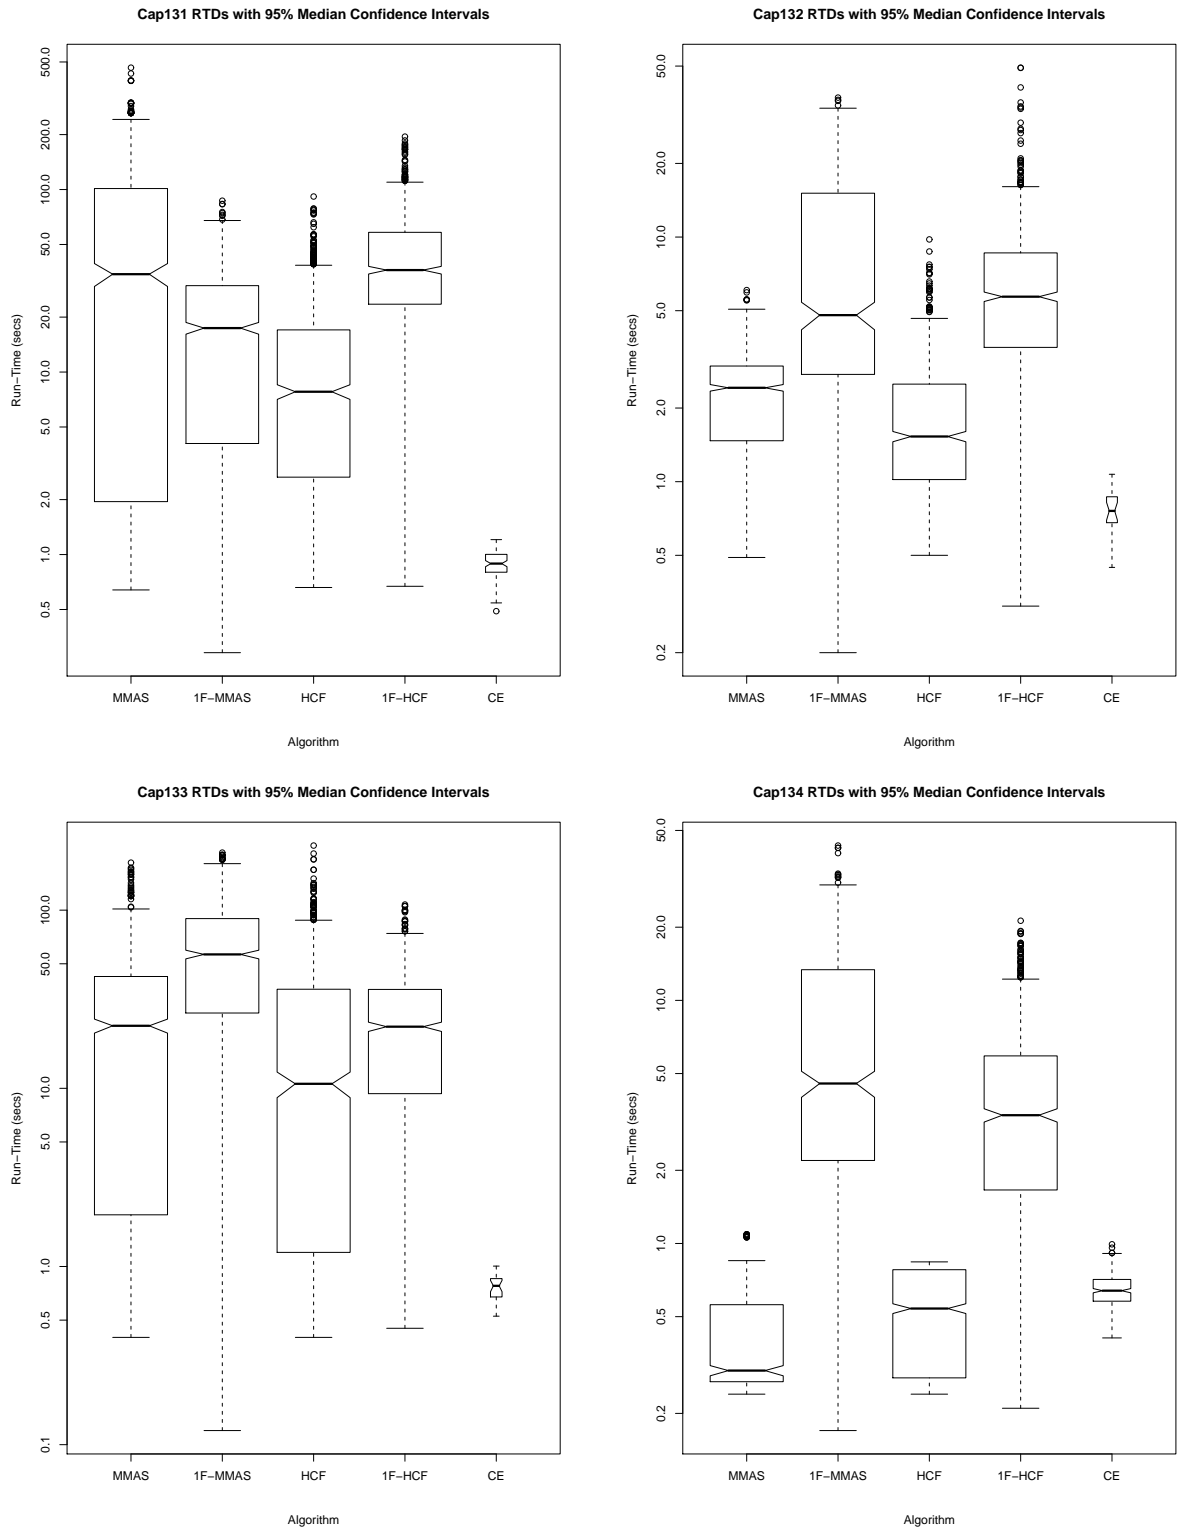 Cap131 RTDs with 95% Median Confidence Intervals
Run−Time (secs)
500.0
200.0
100.0
50.0
20.0
10.0
5.0
2.0
1.0
0.5
MMAS 1F−MMAS HCF 1F−HCF CE
Algorithm
Cap132 RTDs with 95% Median Confidence Intervals
Run−Time (secs)
50.0
20.0
10.0
5.0
2.0
1.0
0.5
0.2
MMAS 1F−MMAS HCF 1F−HCF CE
Algorithm
Cap133 RTDs with 95% Median Confidence Intervals
Run−Time (secs)
100.0
50.0
10.0
5.0
1.0
0.5
0.1
MMAS 1F−MMAS HCF 1F−HCF CE
Algorithm
Cap134 RTDs with 95% Median Confidence Intervals
Run−Time (secs)
50.0
20.0
10.0
5.0
2.0
1.0
0.5
0.2
MMAS 1F−MMAS HCF 1F−HCF CE
Algorithm